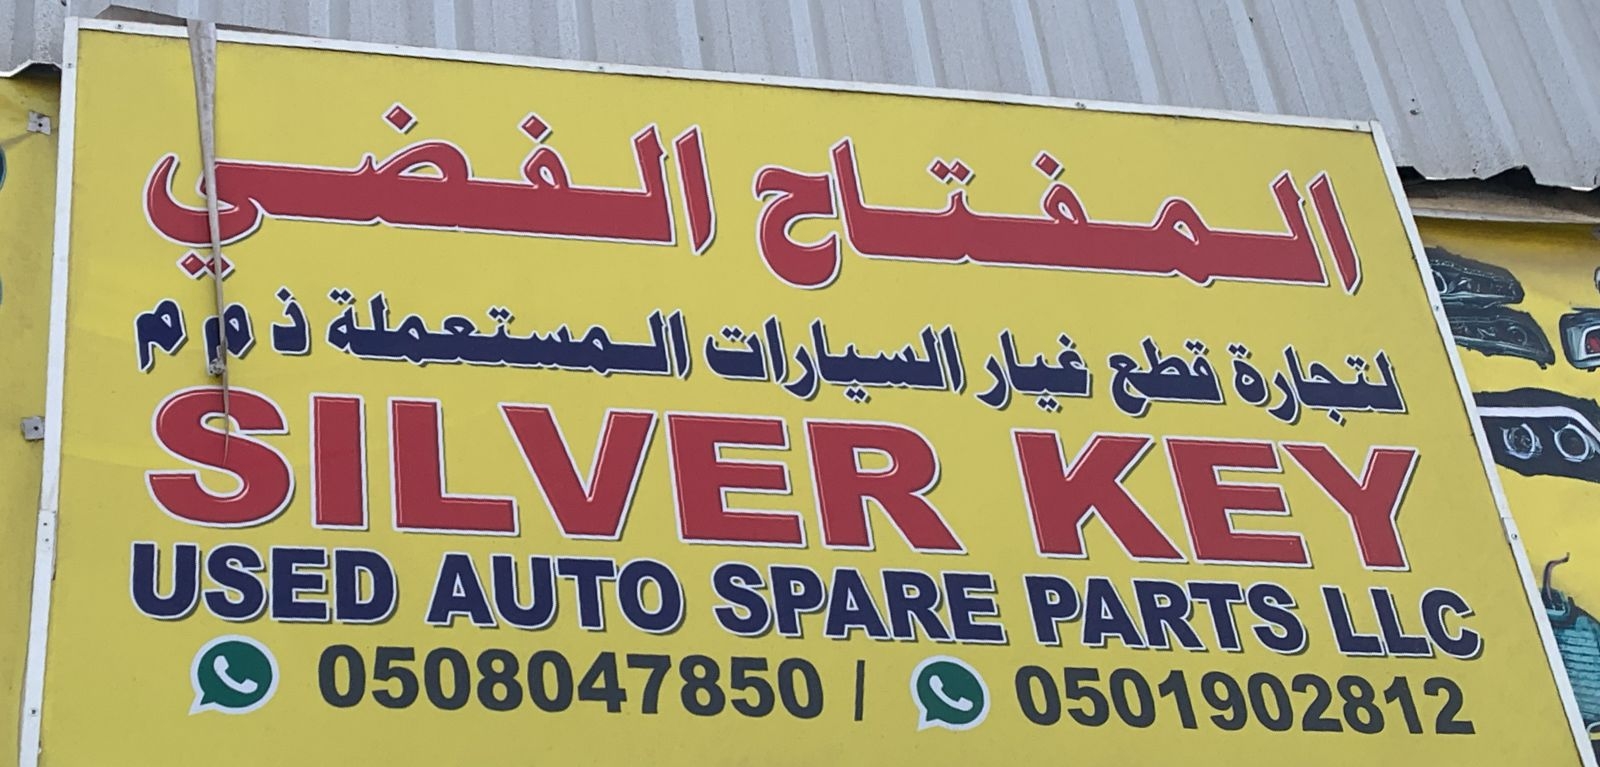 المفتاح الفضي
لتجارة قطع غيار السيارات المستعملة ذ م م
SILVER KEY
USED AUTO SPARE PARTS LLC
0508047850 | 0501902812